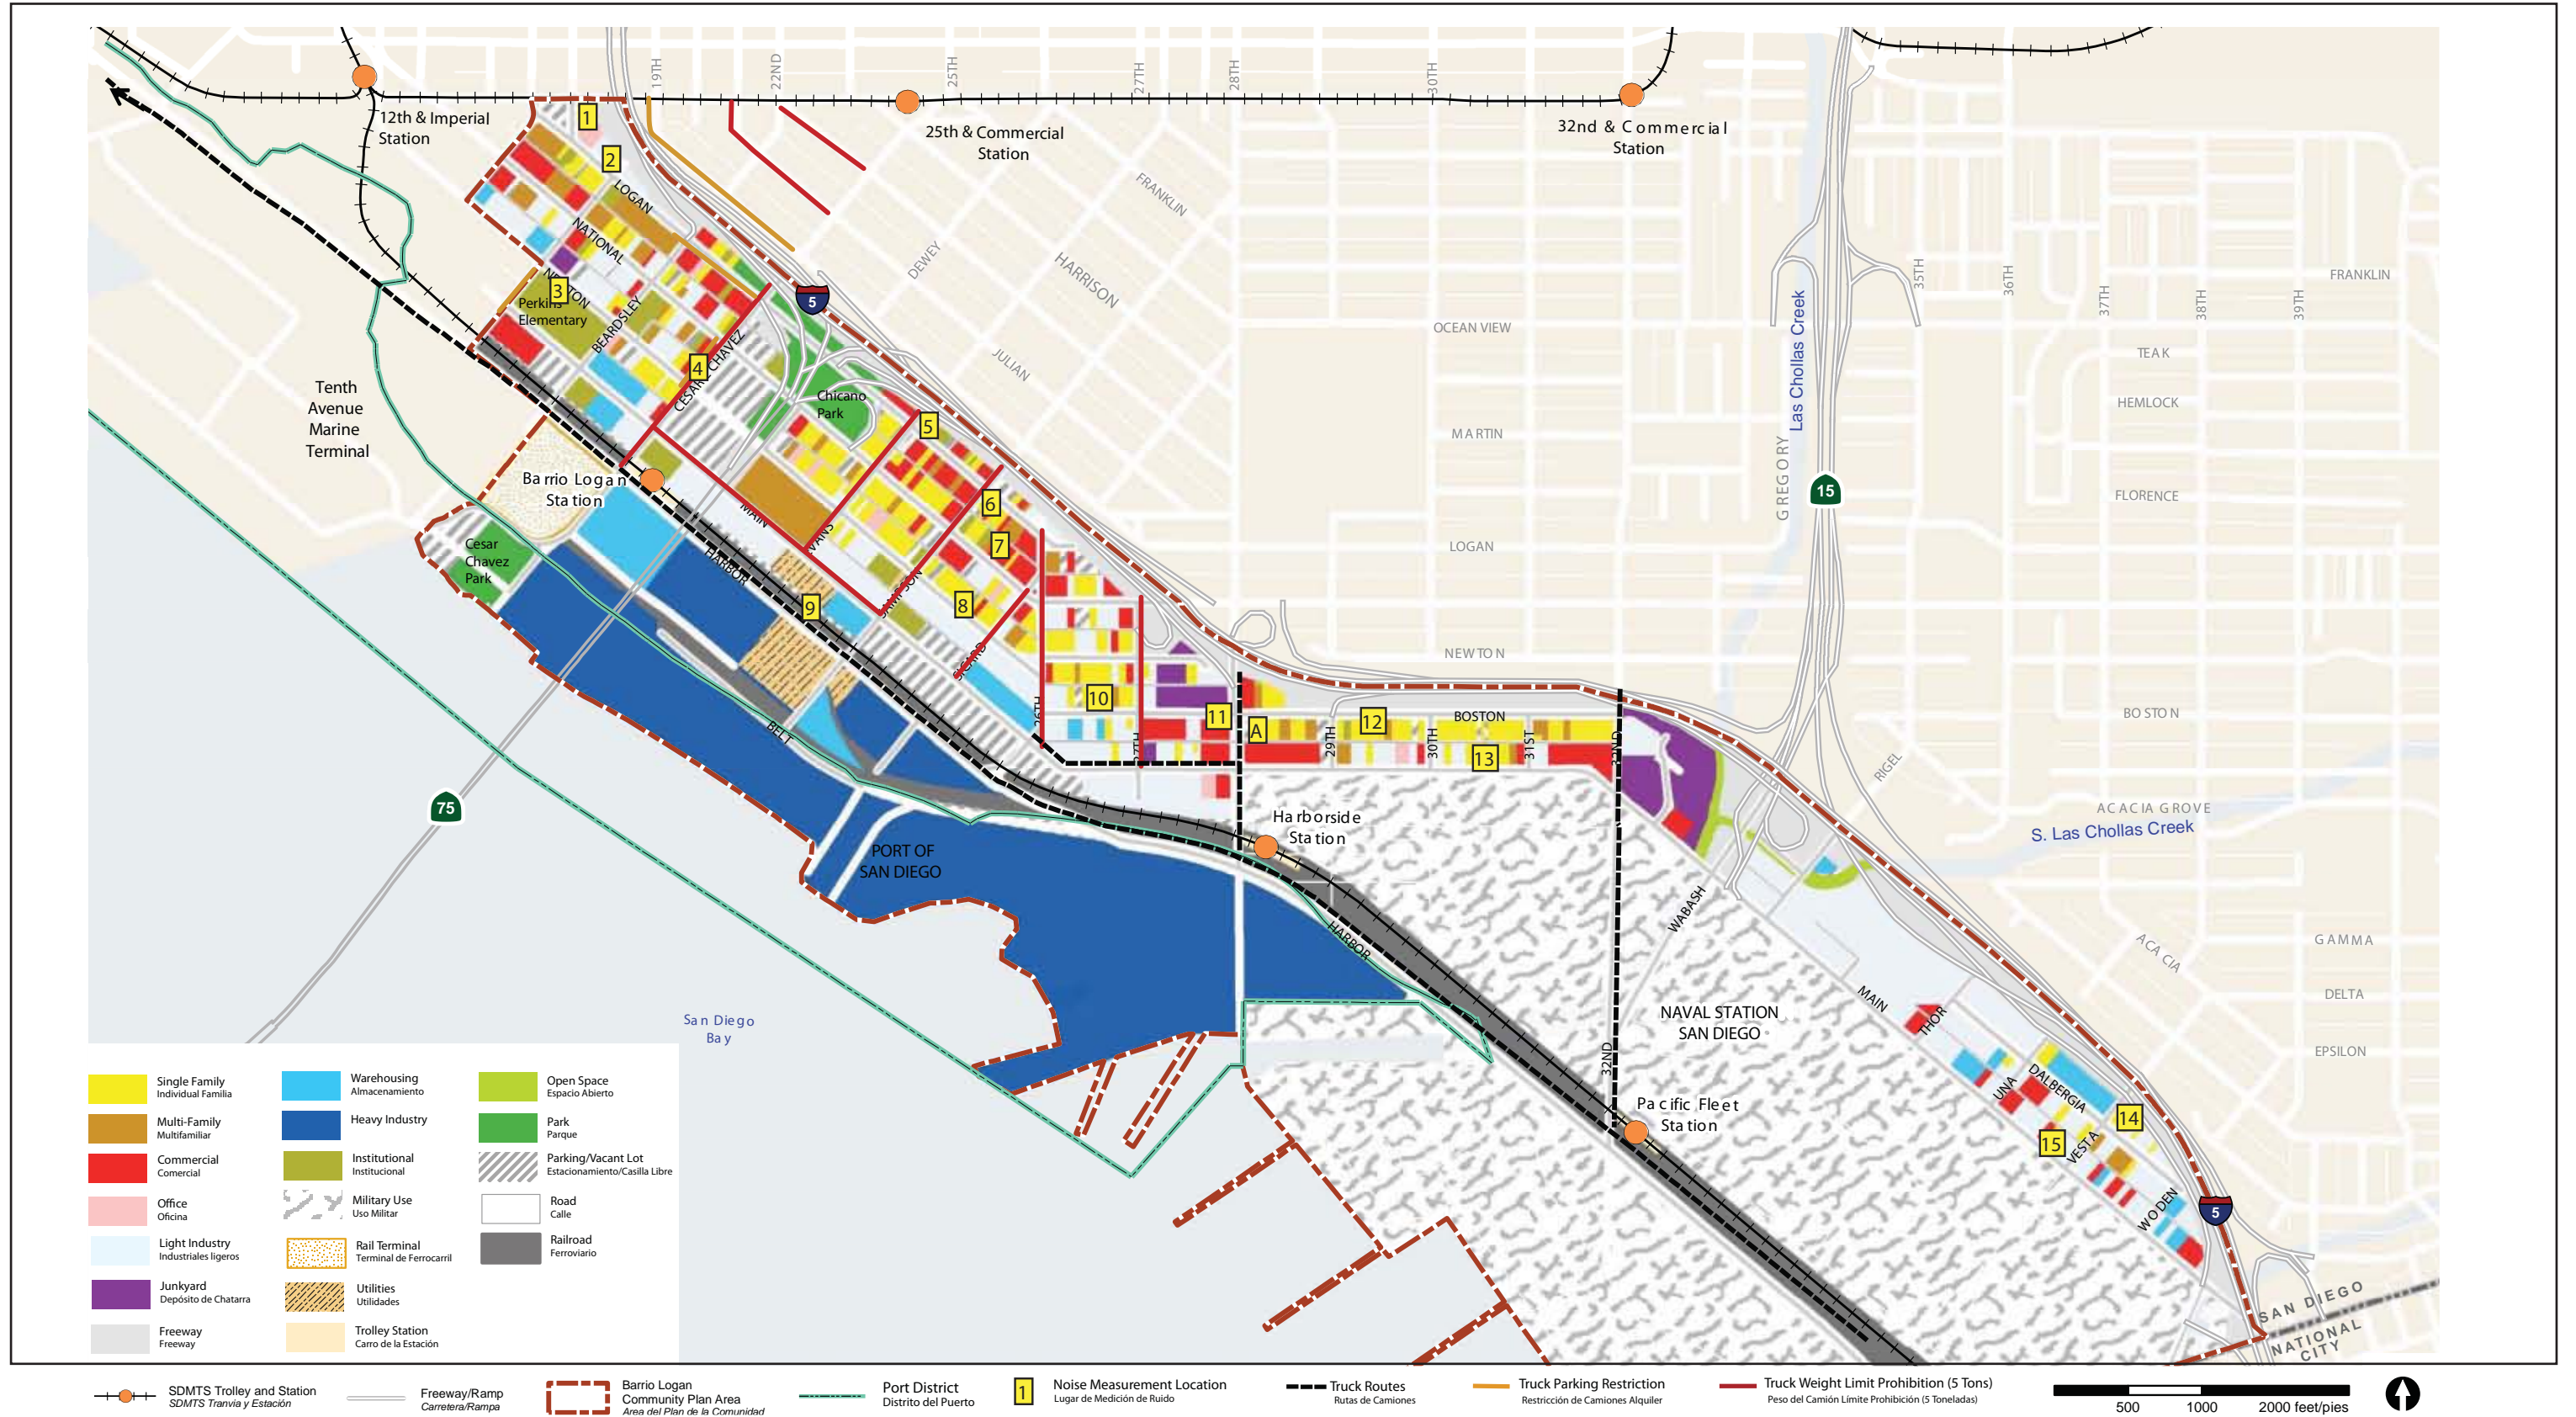 19TH
22ND
25TH
27TH
28TH
30TH
12th & Imperial
Station
25th & Commercial
Station
32nd & Commercial
Station
1
2
LOGAN
NATIONAL
NEWTON
3
Perkins
Elementary
BEARDSLEY
4
CESAR CHAVEZ
5
Chicano
Park
FRANKLIN
DEWEY
HARRISON
JULIAN
OCEAN VIEW
MARTIN
LOGAN
NEWTON
GREGORY
Las Chollas Creek
15
35TH
36TH
37TH
38TH
39TH
FRANKLIN
TEAK
HEMLOCK
FLORENCE
BOSTON
RIGEL
ACACIA GROVE
S. Las Chollas Creek
ACACIA
GAMMA
DELTA
EPSILON
Tenth
Avenue
Marine
Terminal
Barrio Logan
Station
Cesar
Chavez
Park
MAIN
EVANS
HARBOR
SAMPSON
SICARD
5
6
7
8
9
10
11
A
12
13
26TH
27TH
BOSTON
29TH
30TH
31ST
32ND
BELT
75
PORT OF
SAN DIEGO
Harborside
Station
HARBOR
WABASH
32ND
NAVAL STATION
SAN DIEGO
Pacific Fleet
Station
MAIN
THOR
UNA
DALBERGIA
14
15
VESTA
WODEN
5
SAN DIEGO
NATIONAL
CITY
San Diego
Bay
Single Family
Individual Familia
Multi-Family
Multifamiliar
Commercial
Comercial
Office
Oficina
Light Industry
Industriales ligeros
Junkyard
Depósito de Chatarra
Freeway
Freeway
Warehousing
Almacenamiento
Heavy Industry
Institutional
Institucional
Military Use
Uso Militar
Rail Terminal
Terminal de Ferrocarril
Utilities
Utilidades
Trolley Station
Carro de la Estación
Open Space
Espacio Abierto
Park
Parque
Parking/Vacant Lot
Estacionamiento/Casilla Libre
Road
Calle
Railroad
Ferroviario
SDMTS Trolley and Station
SDMTS Tranvia y Estación
Freeway/Ramp
Carretera/Rampa
Barrio Logan
Community Plan Area
Area del Plan de la Comunidad
Port District
Distrito del Puerto
1
Noise Measurement Location
Lugar de Medición de Ruido
Truck Routes
Rutas de Camiones
Truck Parking Restriction
Restricción de Camiones Alquiler
Truck Weight Limit Prohibition (5 Tons)
Peso del Camión Límite Prohibición (5 Toneladas)
500
1000
2000 feet/pies